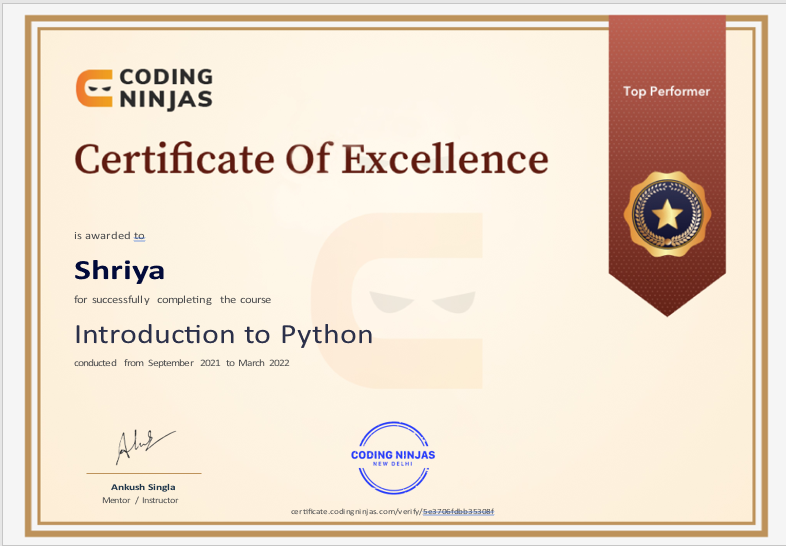 CODING
NINJAS
Top Performer
Certificate Of Excellence
is awarded to
Shriya
for successfully completing the course
Introduction to Python
conducted from September 2021 to March 2022
CODING NINJAS
NEW DELHI
Ankush Singla
Mentor / Instructor
certificate.codingninjas.com/verify/5e3706fdbb35308f